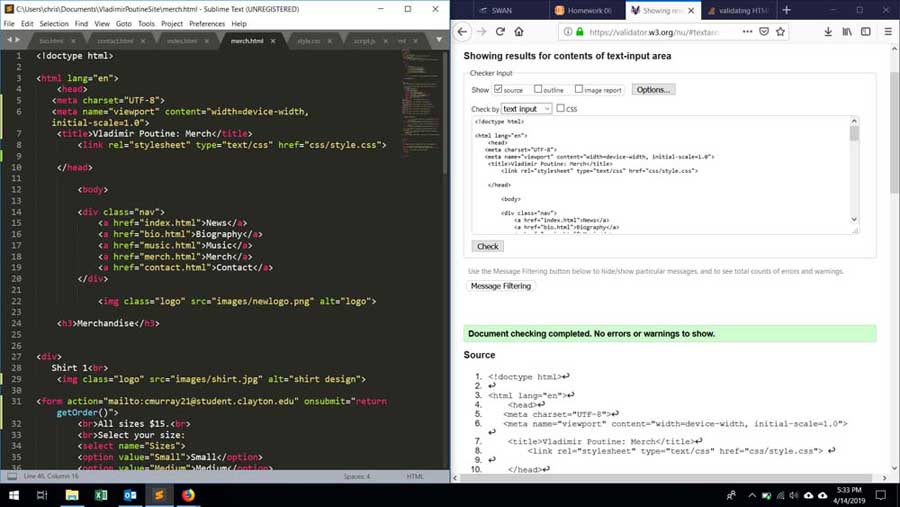 C:\Users\chris\Documents\VladimirPoutineSite\merch.html - Sublime Text (UNREGISTERED)
File Edit Selection Find View Goto Tools Project Preferences Help
bio.html contact.html index.html merch.html style.css script.js
1 <!doctype html>
2
3 <html lang="en">
4 <head>
5 <meta charset="UTF-8">
6 <meta name="viewport" content="width=device-width,
initial-scale=1.0">
7 <title>Vladimir Poutine: Merch</title>
8 <link rel="stylesheet" type="text/css" href="css/style.css">
9
10 </head>
11
12 <body>
13
14 <div class="nav">
15 <a href="index.html">News</a>
16 <a href="bio.html">Biography</a>
17 <a href="music.html">Music</a>
18 <a href="merch.html">Merch</a>
19 <a href="contact.html">Contact</a>
20 </div>
21
22 <img class="logo" src="images/newlogo.png" alt="logo">
23
24 <h3>Merchandise</h3>
25
26
27 <div>
28 Shirt 1<br>
29 <img class="logo" src="images/shirt.jpg" alt="shirt design">
30
31 <form action="mailto:cmurray21@student.clayton.edu" onsubmit="return
getOrder()">
32 <br>All sizes $15.<br>
33 <br>Select your size:
34 <select name="Sizes">
35 <option value="Small">Small</option>
36 <option value="Medium">Medium</option>
Line 46, Column 16 Spaces: 4 HTML
SWAN Homework 0 Showing res validating HTM
https://validator.w3.org/nu/#textar
Showing results for contents of text-input area
Checker Input
Show source outline image report Options...
Check by text input CSS
<!doctype html>
<html lang="en">
<head>
<meta charset="UTF-8">
<meta name="viewport" content="width=device-width, initial-scale=1.0">
<title>Vladimir Poutine: Merch</title>
<link rel="stylesheet" type="text/css" href="css/style.css">
</head>
<body>
<div class="nav">
<a href="index.html">News</a>
<a href="bio.html">Biography</a>
Check
Use the Message Filtering button below to hide/show particular messages, and to see total counts of errors and warnings.
Message Filtering
Document checking completed. No errors or warnings to show.
Source
1. <!doctype html>↩
2. ↩
3. <html lang="en">↩
4. <head>↩
5. <meta charset="UTF-8">↩
6. <meta name="viewport" content="width=device-width, initial-scale=1.0">
↩
7. <title>Vladimir Poutine: Merch</title>↩
8. <link rel="stylesheet" type="text/css" href="css/style.css"> ↩
9. ↩
10. </head>↩
5:33 PM
4/14/2019